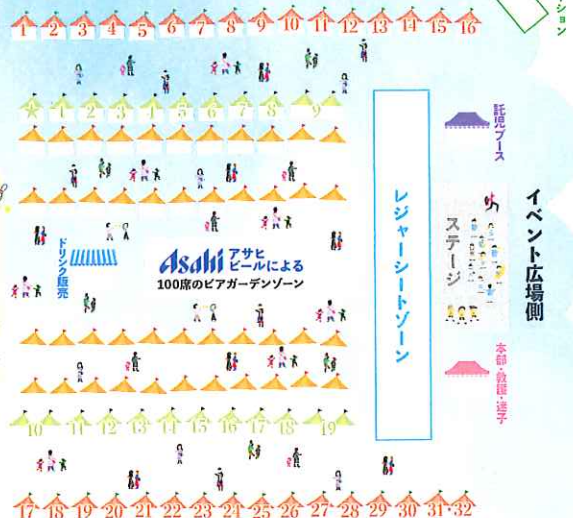 ション
1 2 3 4 5 6 7 8 9 10 11 12 13 14 15 16
★ 1 2 3 4 5 6 7 8 9
託児ブース
イベント広場側
ステージ
レジャーシートゾーン
ドリンク販売
Asahi アサヒ
ビールによる
100席のビアガーデンゾーン
本部・救護・迷子
10 11 12 13 14 15 16 17 18 19
17 18 19 20 21 22 23 24 25 26 27 28 29 30 31・32